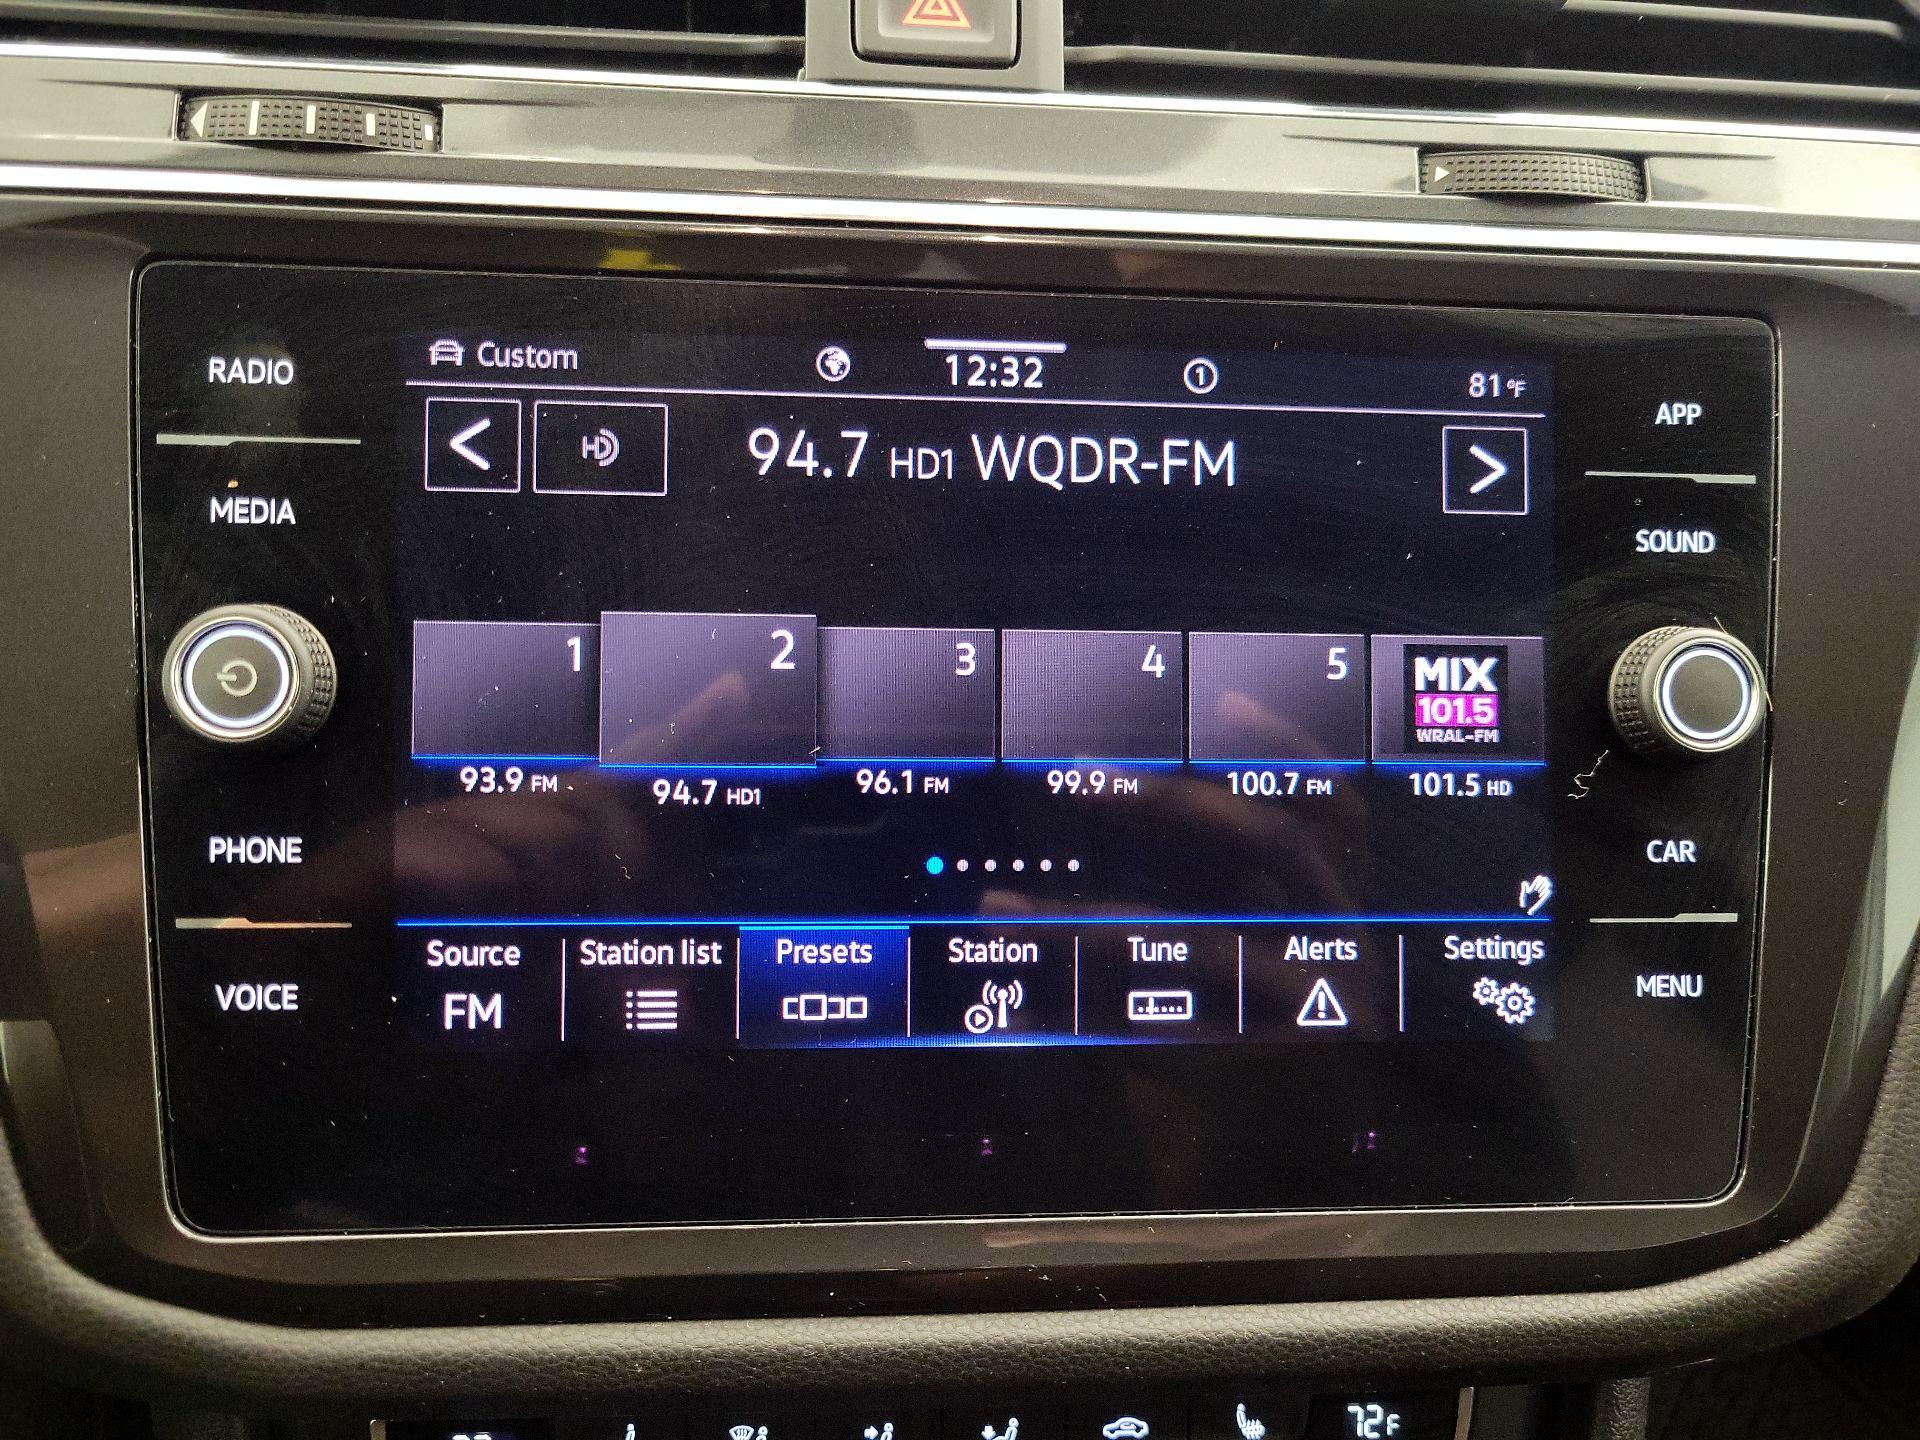 RADIO
MEDIA
PHONE
VOICE
Custom
12:32
1
81°F
HD
94.7 HD1 WQDR-FM
1
2
3
4
5
MIX
101.5
WRAL-FM
93.9 FM
94.7 HD1
96.1 FM
99.9 FM
100.7 FM
101.5 HD
Source
FM
Station list
Presets
Station
Tune
Alerts
Settings
APP
SOUND
CAR
MENU
72F